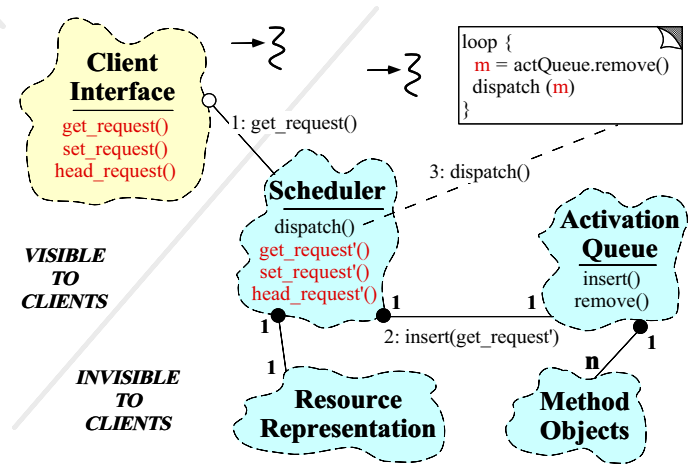 Client
Interface
get_request()
set_request()
head_request()
loop {
m = actQueue.remove()
dispatch (m)
}
1: get_request()
3: dispatch()
Scheduler
dispatch()
get_request'()
set_request'()
head_request'()
Activation
Queue
insert()
remove()
VISIBLE
TO
CLIENTS
1
1
2: insert(get_request')
1
1
1
n
INVISIBLE
TO
CLIENTS
Resource
Representation
Method
Objects